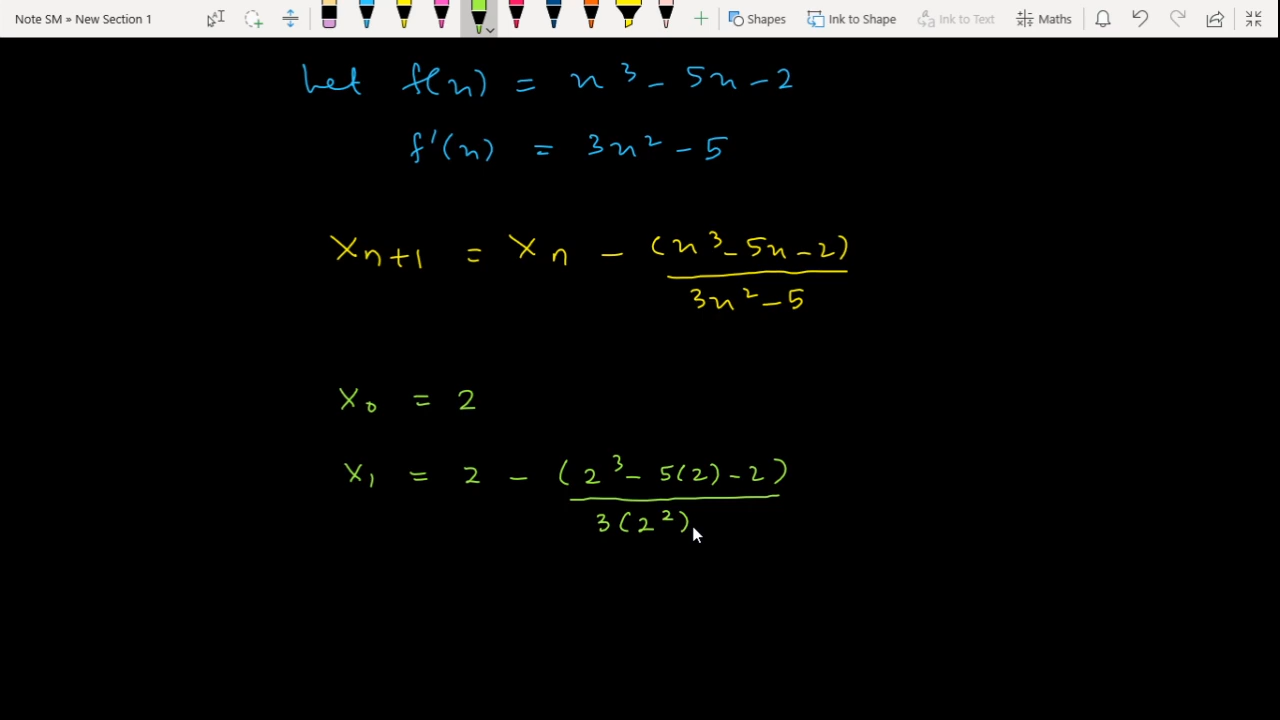 Note SM » New Section 1
Shapes
Ink to Shape
Ink to Text
Maths
Let f(x) = x³ - 5x - 2
f'(x) = 3x² - 5
Xₙ₊₁ = Xₙ - (x³ - 5x - 2) / 3x² - 5
X₀ = 2
X₁ = 2 - (2³ - 5(2) - 2) / 3(2²)